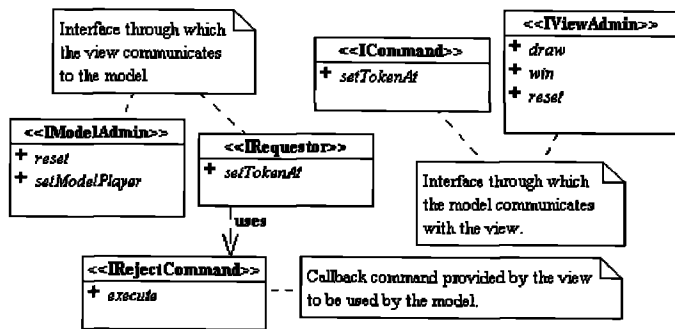 Interface through which
the view communicates
to the model
<<ICommand>>
+ setTokenAt
<<IViewAdmin>>
+ draw
+ win
+ reset
<<IModelAdmin>>
+ reset
+ setModelPlayer
<<IRequestor>>
+ setTokenAt
Interface through which
the model communicates
with the view.
uses
<<IRejectCommand>>
+ execute
Callback command provided by the view
to be used by the model.